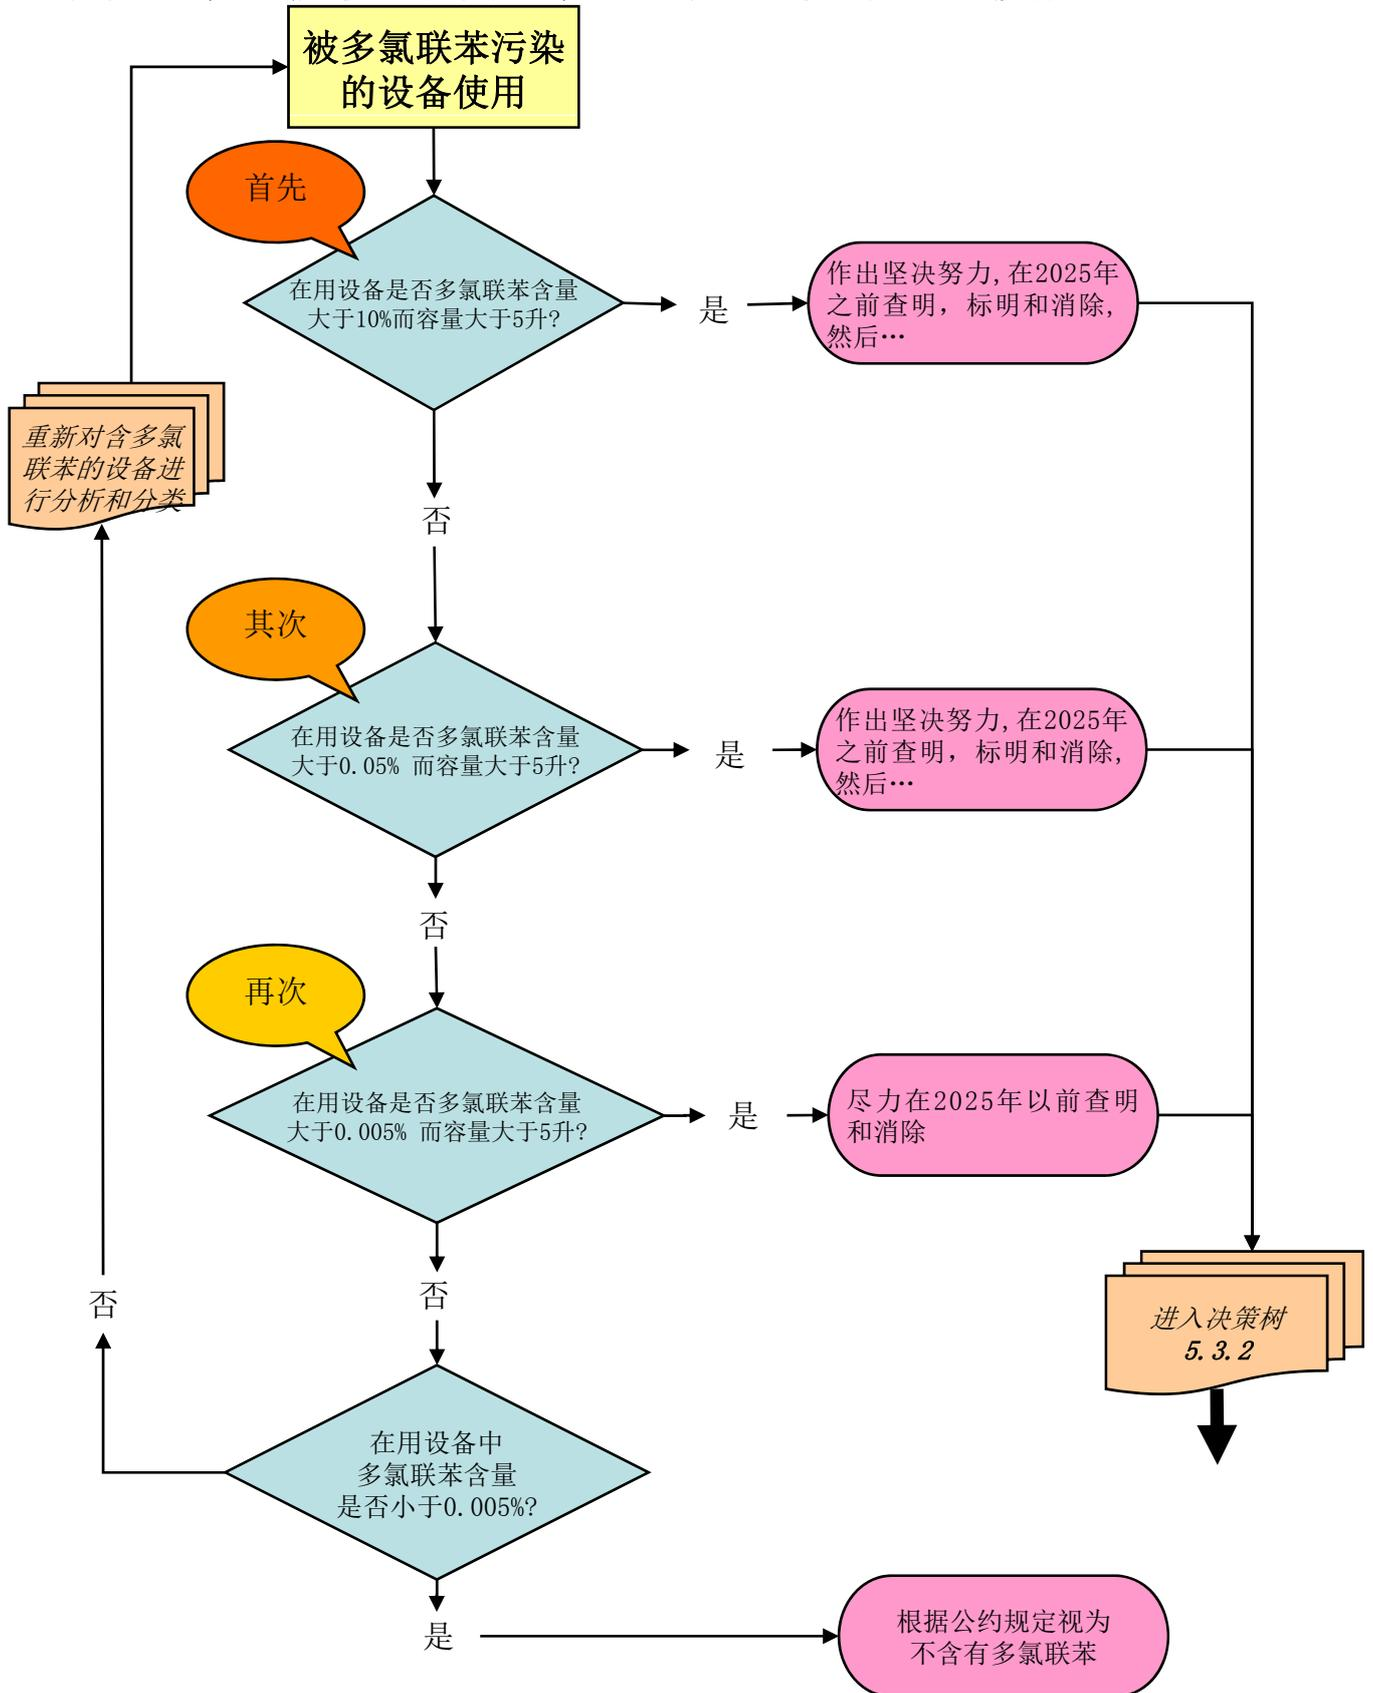 被多氯联苯污染
的设备使用
首先
在用设备是否多氯联苯含量
大于10%而容量大于5升?
是
作出坚决努力,在2025年
之前查明，标明和消除,
然后…
重新对含多氯
联苯的设备进
行分析和分类
否
其次
在用设备是否多氯联苯含量
大于0.05% 而容量大于5升?
是
作出坚决努力,在2025年
之前查明，标明和消除,
然后…
否
再次
在用设备是否多氯联苯含量
大于0.005% 而容量大于5升?
是
尽力在2025年以前查明
和消除
否
否
进入决策树
5.3.2
在用设备中
多氯联苯含量
是否小于0.005%?
是
根据公约规定视为
不含有多氯联苯